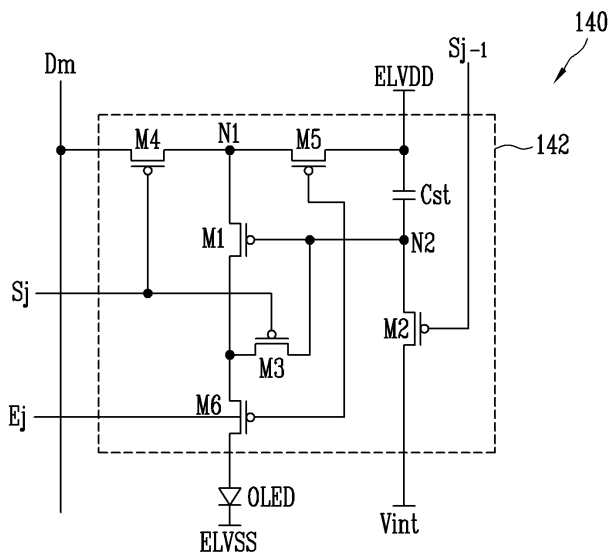 140
Dm
ELVDD
Sj-1
M4
N1
M5
142
Cst
M1
N2
Sj
M2
M3
M6
Ej
OLED
ELVSS
Vint